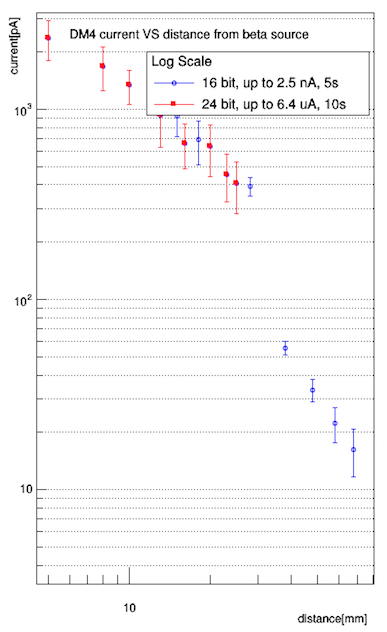 DM4 current VS distance from beta source
current[pA]
Log Scale
16 bit, up to 2.5 nA, 5s
24 bit, up to 6.4 uA, 10s
10³
10²
10
10
distance[mm]